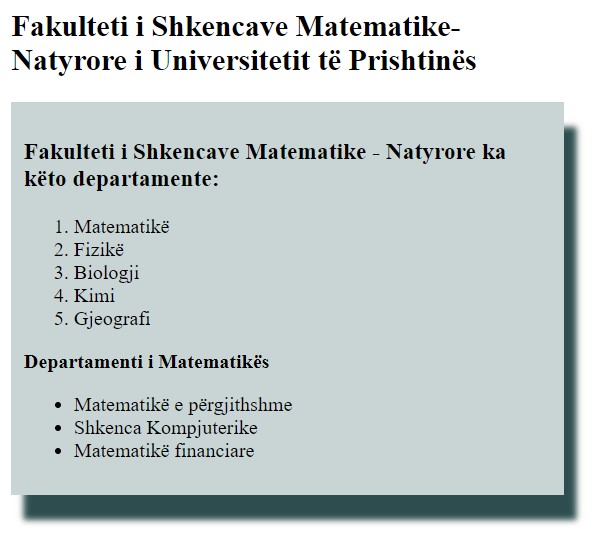 Fakulteti i Shkencave Matematike-
Natyrore i Universitetit të Prishtinës
Fakulteti i Shkencave Matematike - Natyrore ka
këto departamente:
1. Matematikë
2. Fizikë
3. Biologji
4. Kimi
5. Gjeografi
Departamenti i Matematikës
• Matematikë e përgjithshme
• Shkenca Kompjuterike
• Matematikë financiare